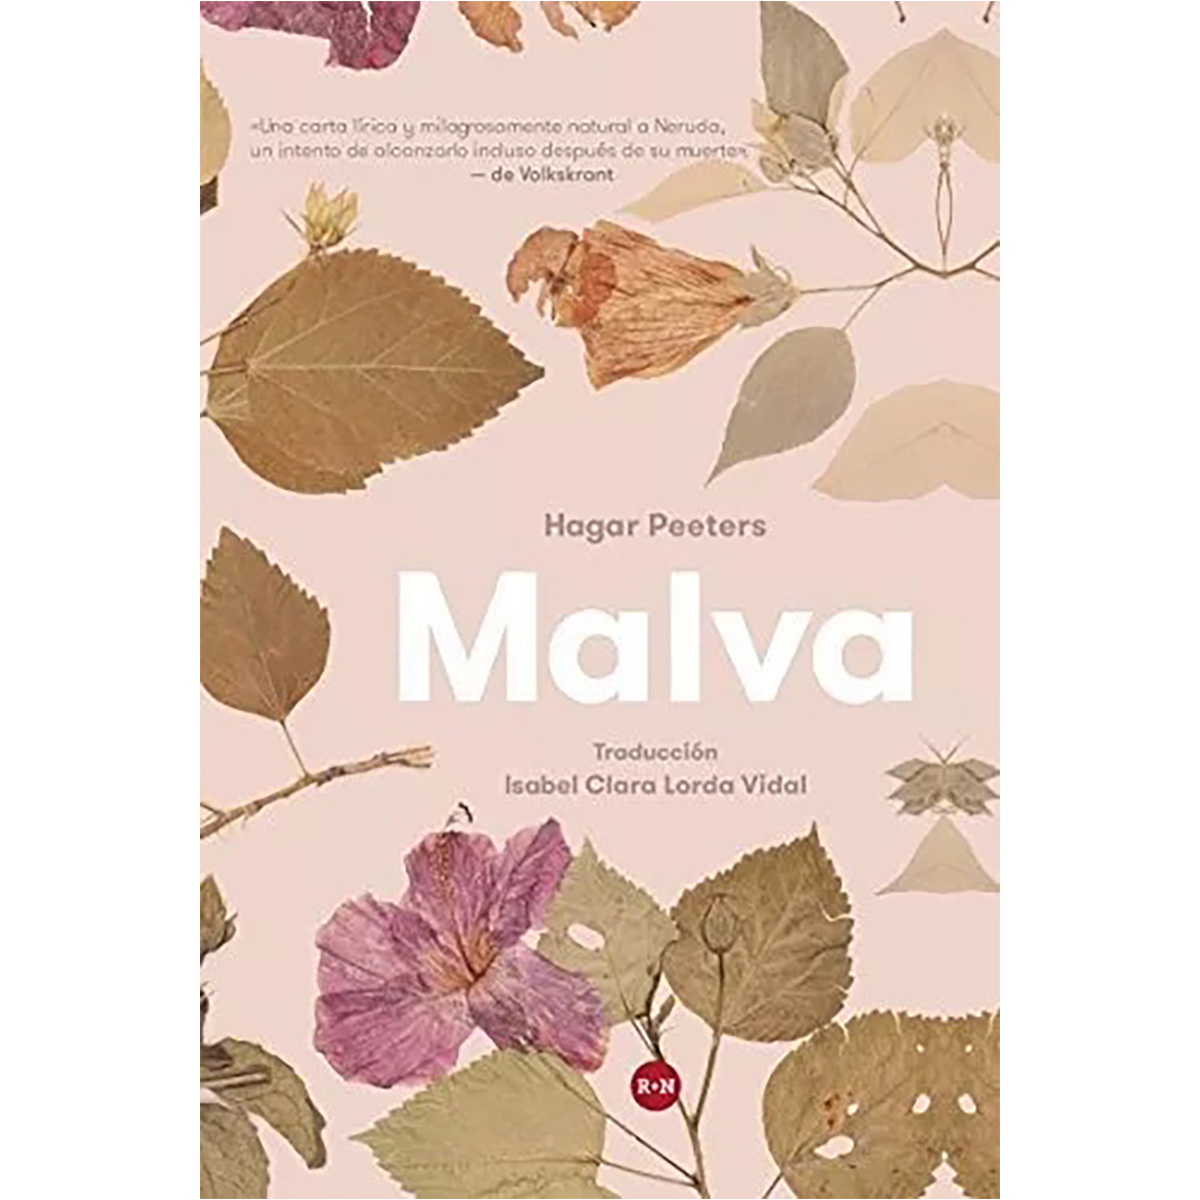 «Una carta lírica y milagrosamente natural a Neruda,
un intento de alcanzarlo incluso después de su muerte».
— de Volkskrant
Hagar Peeters
Malva
Traducción
Isabel Clara Lorda Vidal
R•N